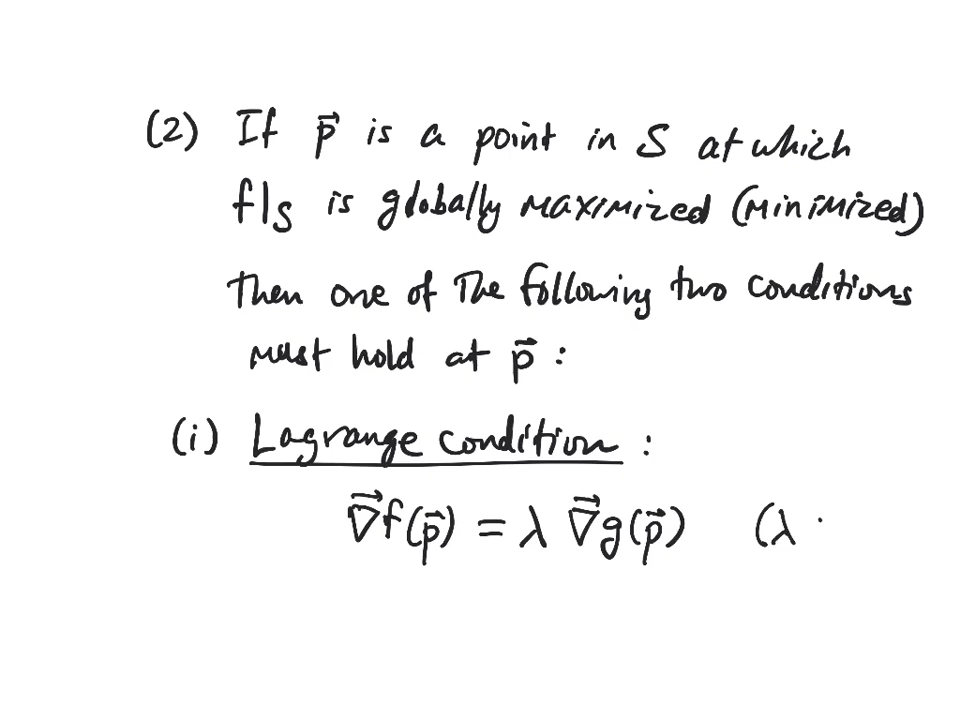 (2) If p⃗ is a point in S at which
f|S is globally maximized (minimized)
Then one of The following two conditions
must hold at p⃗ :
(i) Lagrange condition :
∇⃗f(p⃗) = λ ∇⃗g(p⃗) (λ ·